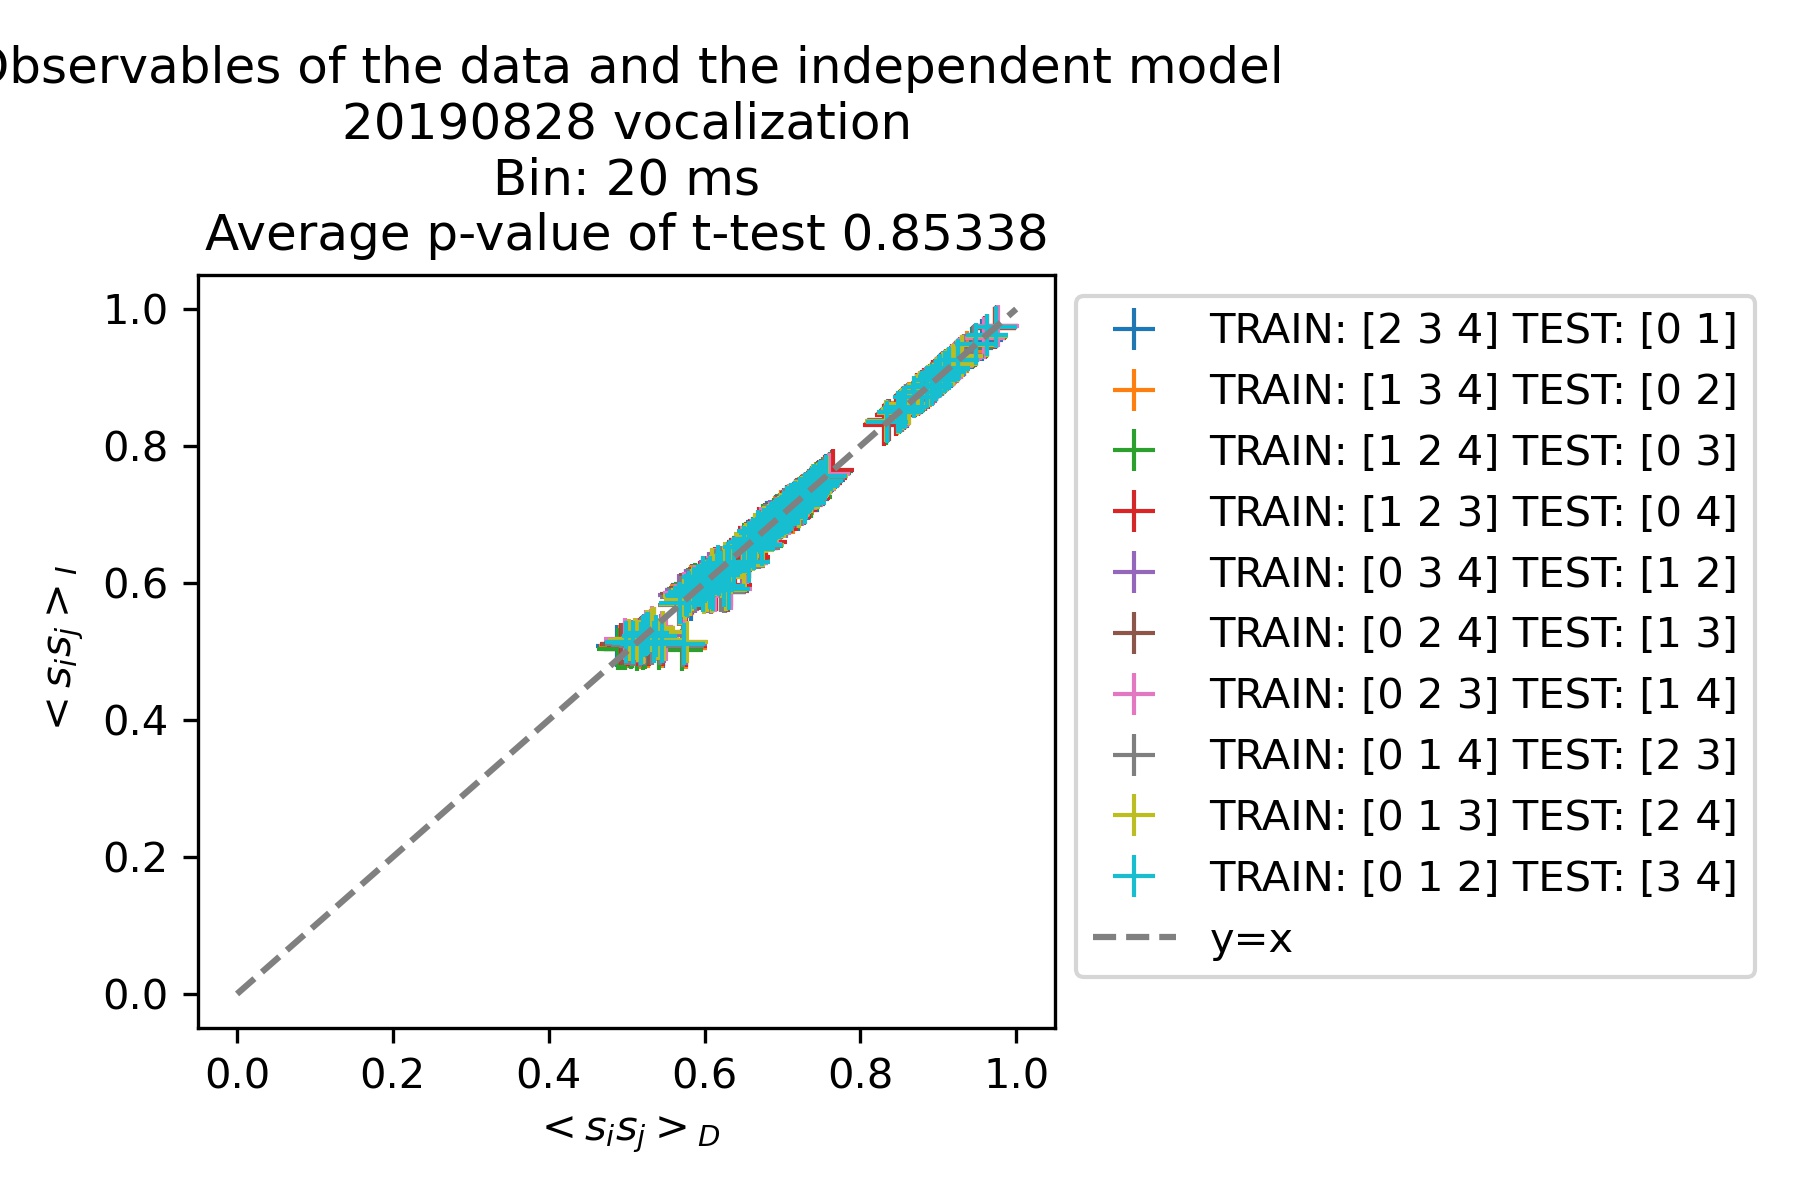 Observables of the data and the independent model
20190828 vocalization
Bin: 20 ms
Average p-value of t-test 0.85338
1.0
0.8
0.6
0.4
0.2
0.0
< s_i s_j >_I
0.0 0.2 0.4 0.6 0.8 1.0
< s_i s_j >_D
TRAIN: [2 3 4] TEST: [0 1]
TRAIN: [1 3 4] TEST: [0 2]
TRAIN: [1 2 4] TEST: [0 3]
TRAIN: [1 2 3] TEST: [0 4]
TRAIN: [0 3 4] TEST: [1 2]
TRAIN: [0 2 4] TEST: [1 3]
TRAIN: [0 2 3] TEST: [1 4]
TRAIN: [0 1 4] TEST: [2 3]
TRAIN: [0 1 3] TEST: [2 4]
TRAIN: [0 1 2] TEST: [3 4]
y=x